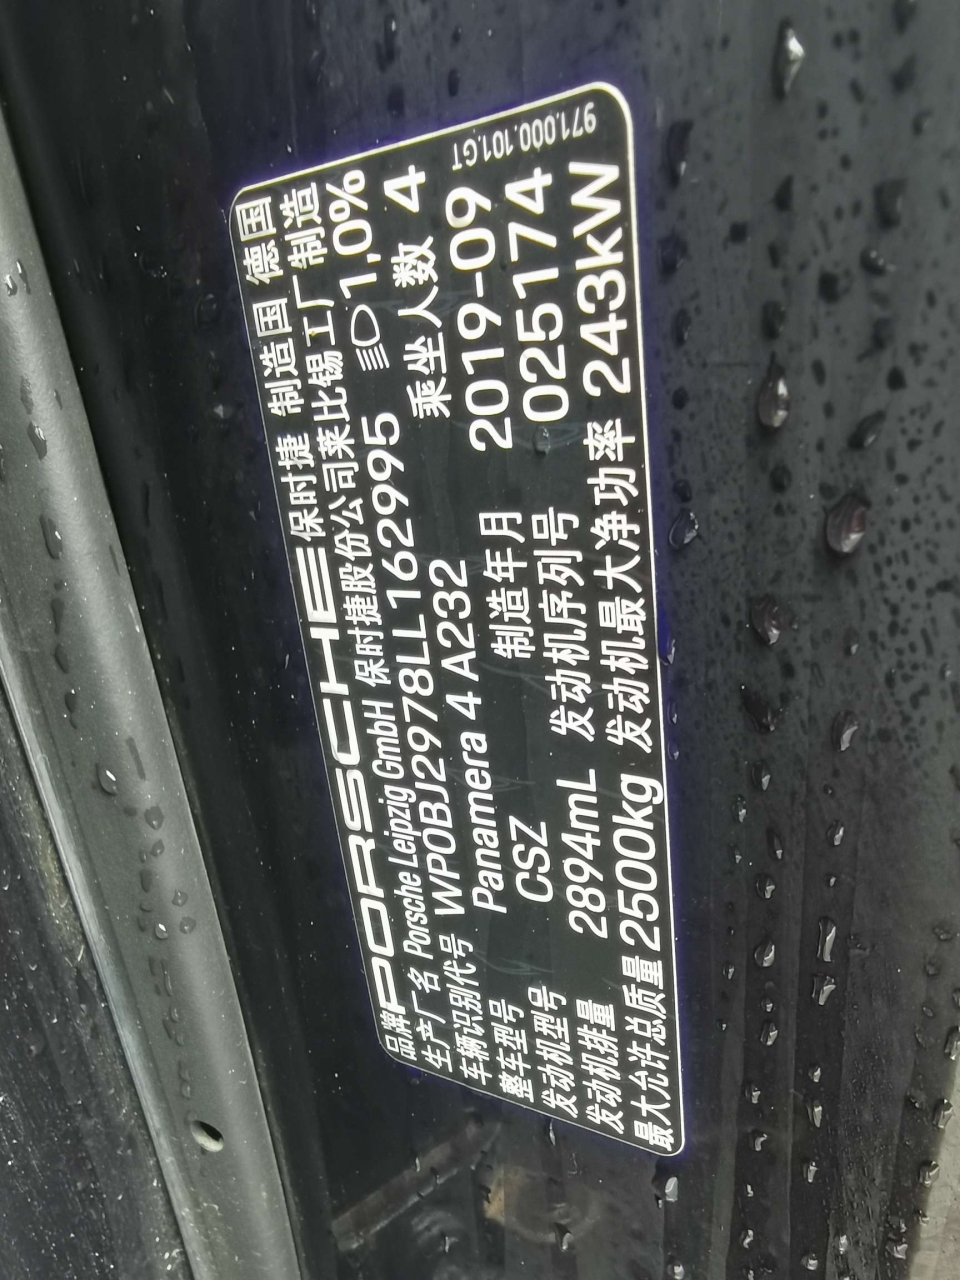 品牌 PORSCHE 保时捷 制造国 德国
生产厂名 Porsche Leipzig GmbH 保时捷股份公司莱比锡工厂制造
车辆识别代号 WP0BJ2978LL162995 1,0%
整车型号 Panamera 4 A232 乘坐人数 4
发动机型号 CSZ 制造年月 2019-09
发动机排量 2894mL 发动机序列号 025174
最大允许总质量 2500kg 发动机最大净功率 243kW
971.000.101.GT